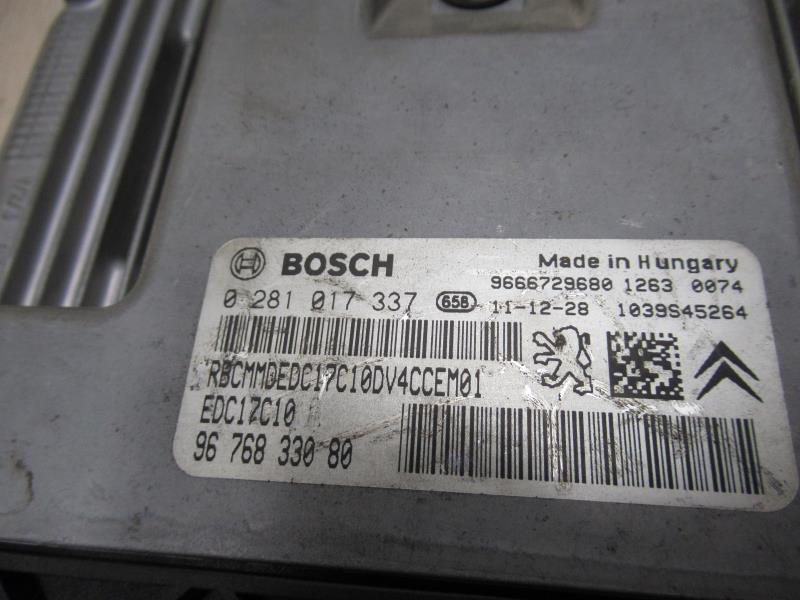 BOSCH Made in Hungary
9666729680 1263 0074
0 281 017 337 658 11-12-28 1039S45264
RBCMMDEDC17C10DV4CCEM01
EDC17C10
96 768 330 80